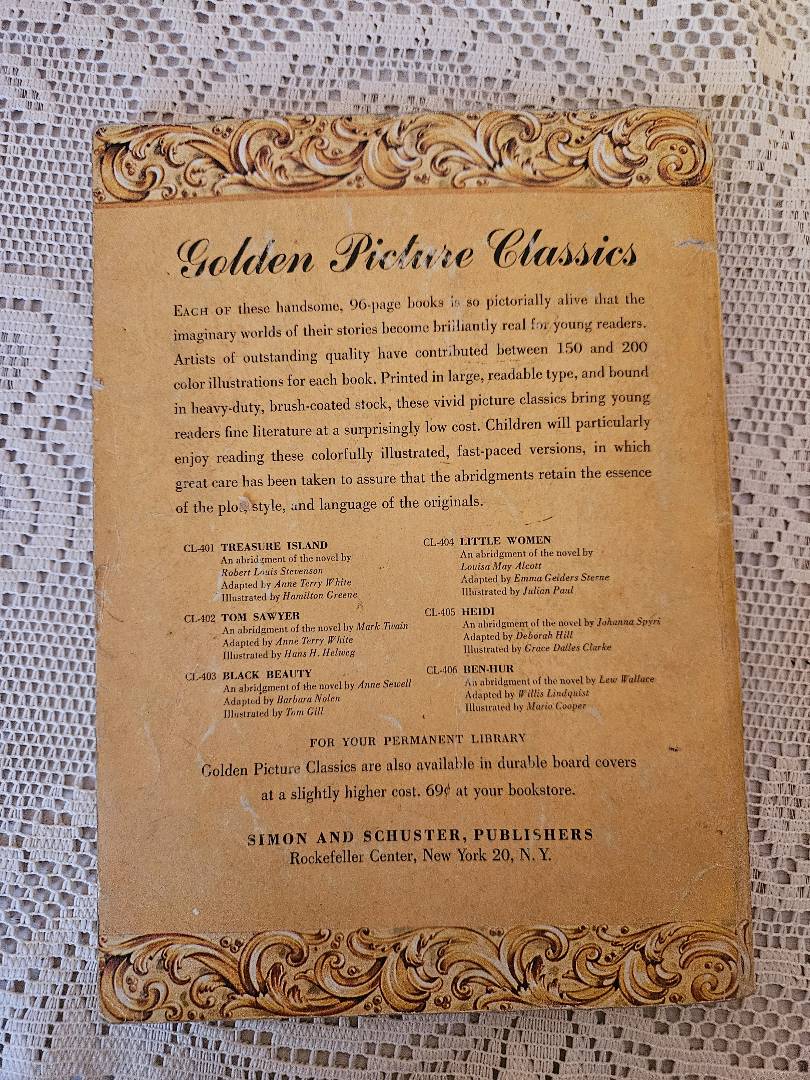 Golden Picture Classics
EACH OF these handsome, 96-page books is so pictorially alive that the
imaginary worlds of their stories become brilliantly real for young readers.
Artists of outstanding quality have contributed between 150 and 200
color illustrations for each book. Printed in large, readable type, and bound
in heavy-duty, brush-coated stock, these vivid picture classics bring young
readers fine literature at a surprisingly low cost. Children will particularly
enjoy reading these colorfully illustrated, fast-paced versions, in which
great care has been taken to assure that the abridgments retain the essence
of the plot, style, and language of the originals.
CL-401 TREASURE ISLAND
An abridgment of the novel by
Robert Louis Stevenson
Adapted by Anne Terry White
Illustrated by Hamilton Greene
CL-402 TOM SAWYER
An abridgment of the novel by Mark Twain
Adapted by Anne Terry White
Illustrated by Hans H. Helweg
CL-403 BLACK BEAUTY
An abridgment of the novel by Anne Sewell
Adapted by Barbara Nolen
Illustrated by Tom Gill
CL-404 LITTLE WOMEN
An abridgment of the novel by
Louisa May Alcott
Adapted by Emma Gelders Sterne
Illustrated by Julian Paul
CL-405 HEIDI
An abridgment of the novel by Johanna Spyri
Adapted by Deborah Hill
Illustrated by Grace Dalles Clarke
CL-406 BEN-HUR
An abridgment of the novel by Lew Wallace
Adapted by Willis Lindquist
Illustrated by Mario Cooper
FOR YOUR PERMANENT LIBRARY
Golden Picture Classics are also available in durable board covers
at a slightly higher cost. 69¢ at your bookstore.
SIMON AND SCHUSTER, PUBLISHERS
Rockefeller Center, New York 20, N. Y.